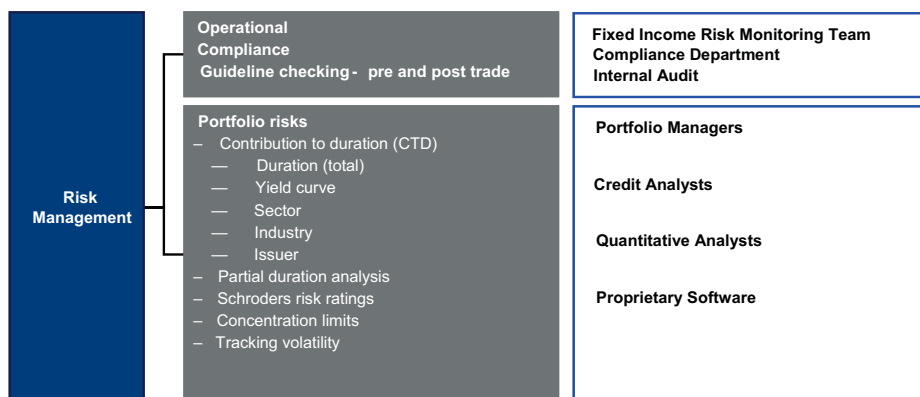 Risk
Management
Operational
Compliance
Guideline checking - pre and post trade
Fixed Income Risk Monitoring Team
Compliance Department
Internal Audit
Portfolio risks
– Contribution to duration (CTD)
— Duration (total)
— Yield curve
— Sector
— Industry
— Issuer
– Partial duration analysis
– Schroders risk ratings
– Concentration limits
– Tracking volatility
Portfolio Managers
Credit Analysts
Quantitative Analysts
Proprietary Software